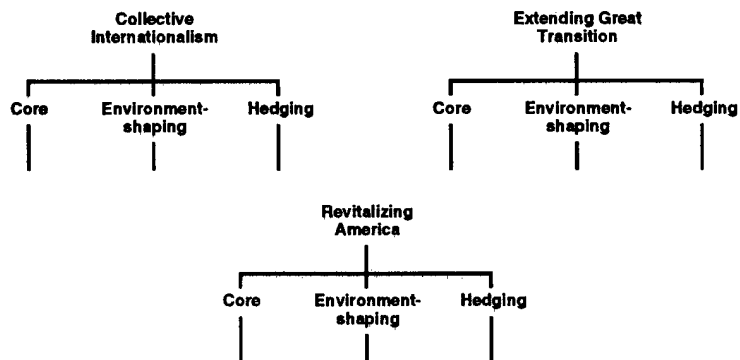 Collective
Internationalism
Core
Environment-
shaping
Hedging
Extending Great
Transition
Core
Environment-
shaping
Hedging
Revitalizing
America
Core
Environment-
shaping
Hedging